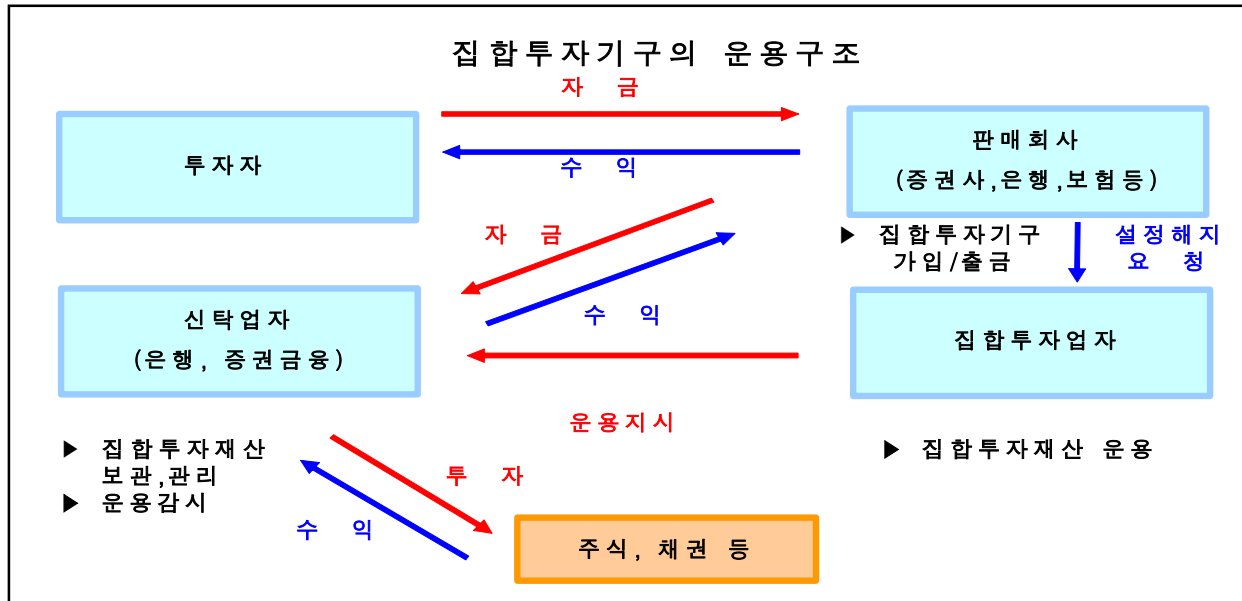 집합투자기구의 운용구조
자 금
투자자
수 익
판매회사
(증권사,은행,보험등)
자 금
▶ 집합투자기구
가입/출금
설정해지
요 청
신탁업자
(은행, 증권금융)
수 익
집합투자업자
운용지시
▶ 집합투자재산
보관,관리
▶ 운용감시
▶ 집합투자재산 운용
투 자
수 익
주식, 채권 등